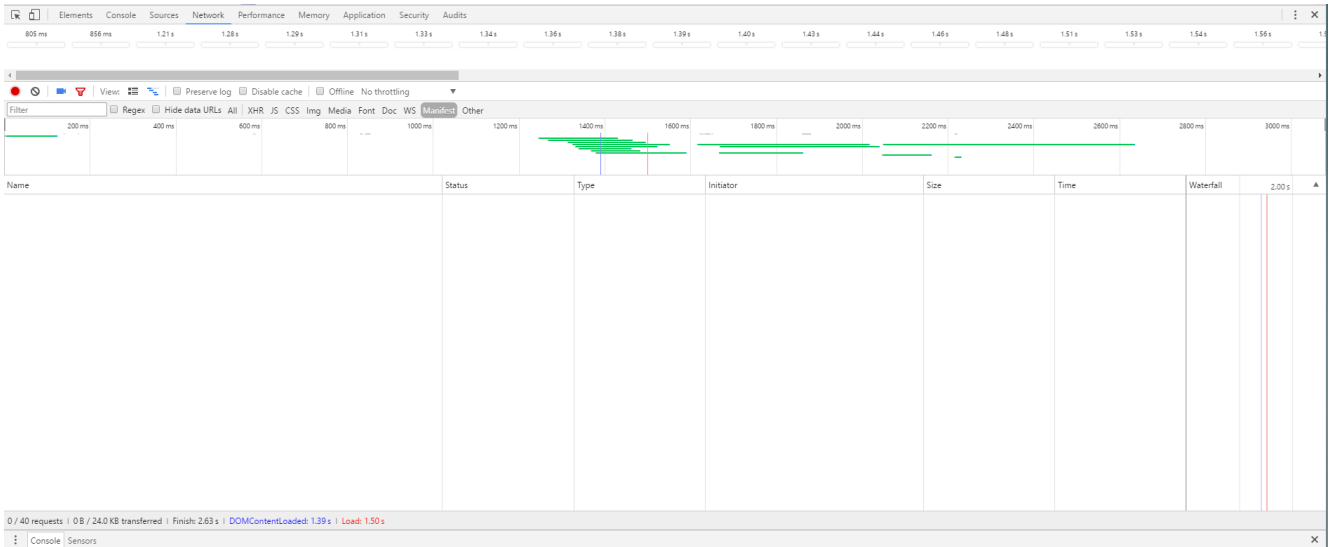 Elements Console Sources Network Performance Memory Application Security Audits
805 ms 856 ms 1.21 s 1.28 s 1.29 s 1.31 s 1.33 s 1.34 s 1.36 s 1.38 s 1.39 s 1.40 s 1.43 s 1.44 s 1.46 s 1.48 s 1.51 s 1.53 s 1.54 s 1.56 s
View: Preserve log Disable cache Offline No throttling
Filter Regex Hide data URLs All XHR JS CSS Img Media Font Doc WS Manifest Other
200 ms 400 ms 600 ms 800 ms 1000 ms 1200 ms 1400 ms 1600 ms 1800 ms 2000 ms 2200 ms 2400 ms 2600 ms 2800 ms 3000 ms
Name Status Type Initiator Size Time Waterfall 2.00 s
0 / 40 requests | 0 B / 24.0 KB transferred | Finish: 2.63 s | DOMContentLoaded: 1.39 s | Load: 1.50 s
Console Sensors